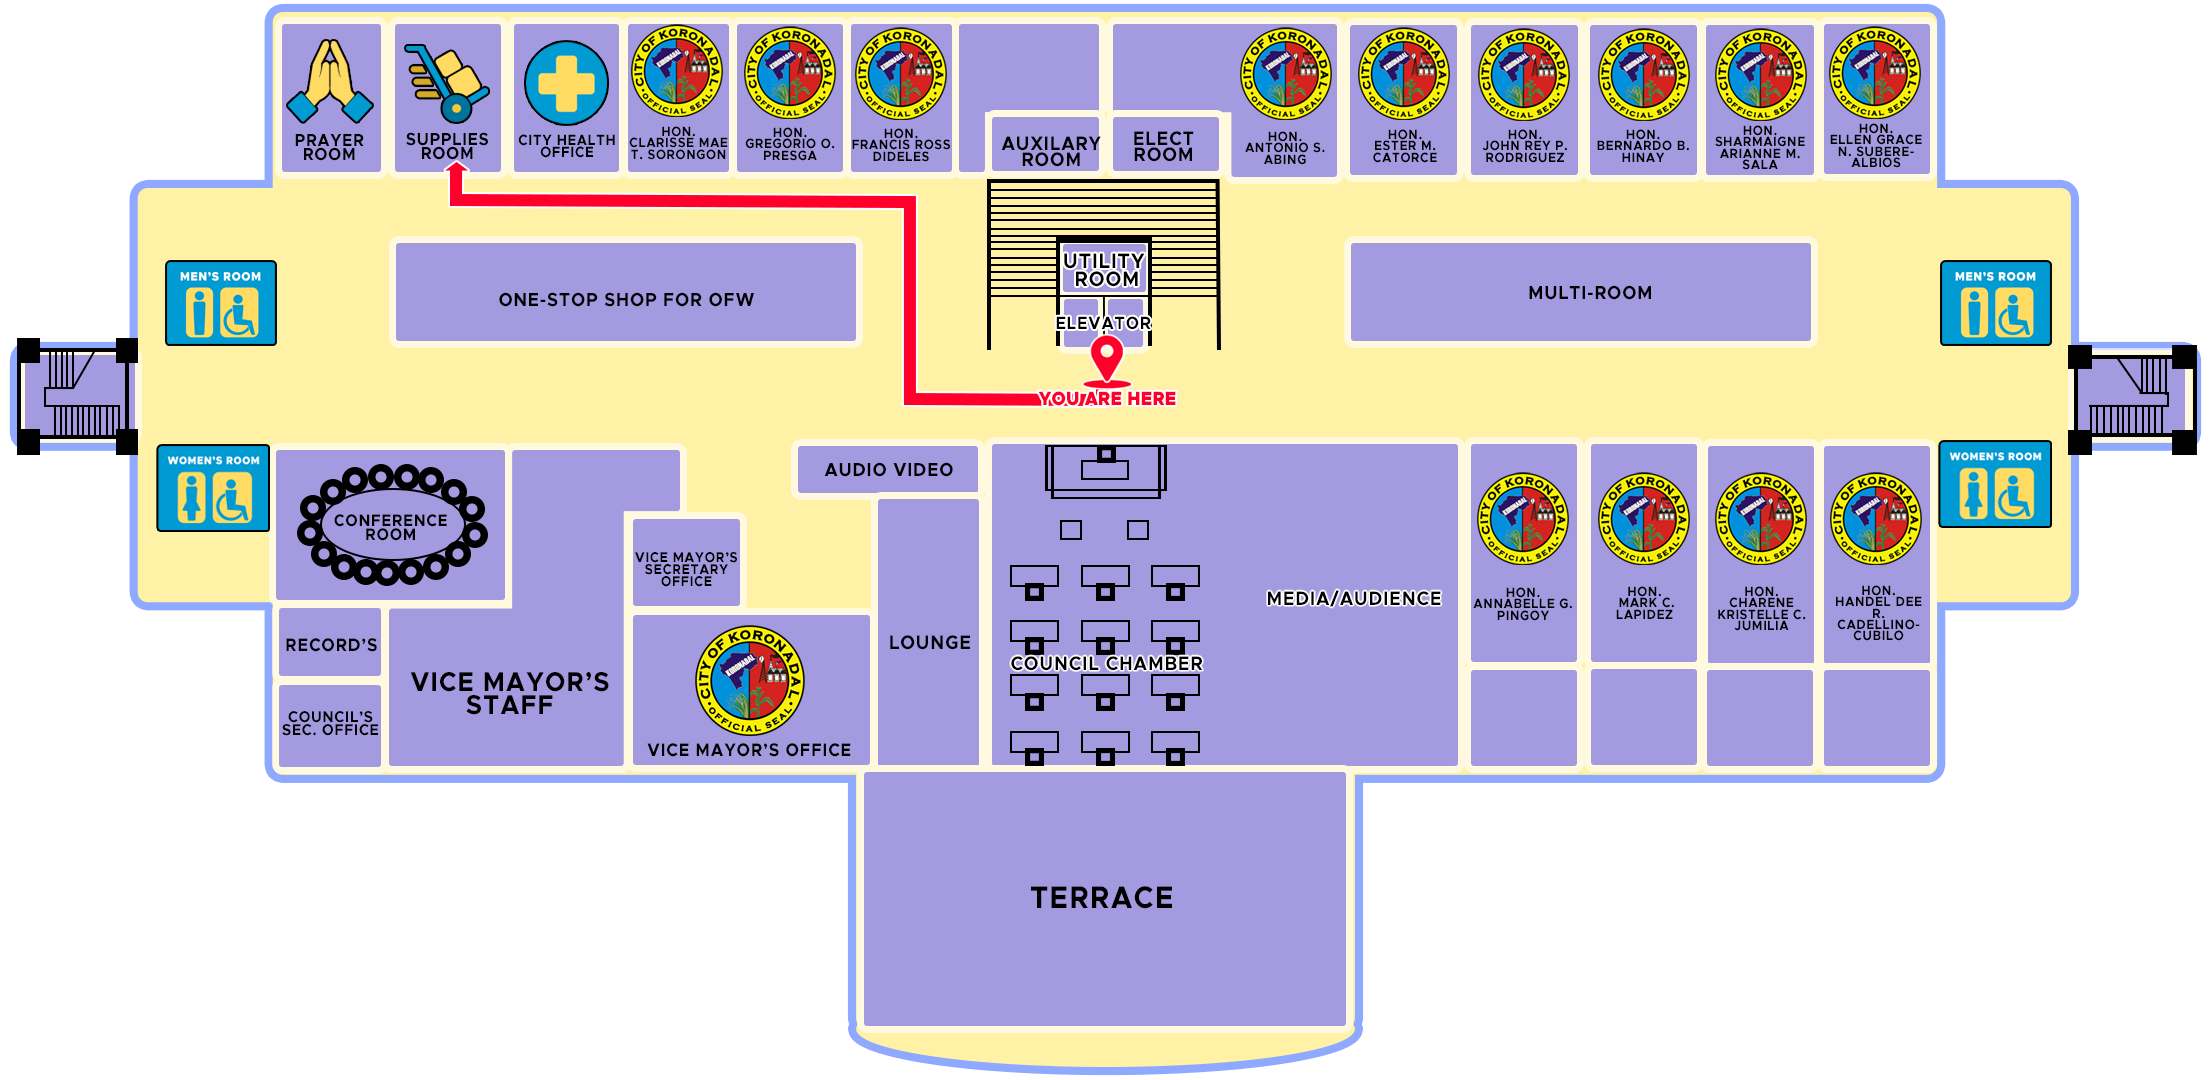 PRAYER
ROOM
SUPPLIES
ROOM
CITY HEALTH
OFFICE
CITY OF KORONADAL
OFFICIAL SEAL
HON.
CLARISSE MAE
T. SORONGON
CITY OF KORONADAL
OFFICIAL SEAL
HON.
GREGORIO O.
PRESGA
CITY OF KORONADAL
OFFICIAL SEAL
HON.
FRANCIS ROSS
DIDELES
AUXILARY
ROOM
ELECT
ROOM
CITY OF KORONADAL
OFFICIAL SEAL
HON.
ANTONIO S.
ABING
CITY OF KORONADAL
OFFICIAL SEAL
HON.
ESTER M.
CATORCE
CITY OF KORONADAL
OFFICIAL SEAL
HON.
JOHN REY P.
RODRIGUEZ
CITY OF KORONADAL
OFFICIAL SEAL
HON.
BERNARDO B.
HINAY
CITY OF KORONADAL
OFFICIAL SEAL
HON.
SHARMAIGNE
ARIANNE M.
SALA
CITY OF KORONADAL
OFFICIAL SEAL
HON.
ELLEN GRACE
N. SUBERE-
ALBIOS
MEN'S ROOM
ONE-STOP SHOP FOR OFW
UTILITY
ROOM
ELEVATOR
YOU ARE HERE
MULTI-ROOM
MEN'S ROOM
WOMEN'S ROOM
CONFERENCE
ROOM
RECORD'S
COUNCIL'S
SEC. OFFICE
VICE MAYOR'S
STAFF
VICE MAYOR'S
SECRETARY
OFFICE
CITY OF KORONADAL
KORONADAL
OFFICIAL SEAL
VICE MAYOR'S OFFICE
AUDIO VIDEO
LOUNGE
COUNCIL CHAMBER
MEDIA/AUDIENCE
CITY OF KORONADAL
OFFICIAL SEAL
HON.
ANNABELLE G.
PINGOY
CITY OF KORONADAL
OFFICIAL SEAL
HON.
MARK C.
LAPIDEZ
CITY OF KORONADAL
OFFICIAL SEAL
HON.
CHARENE
KRISTELLE C.
JUMILIA
CITY OF KORONADAL
OFFICIAL SEAL
HON.
HANDEL DEE
R.
CADELLINO-
CUBILO
WOMEN'S ROOM
TERRACE